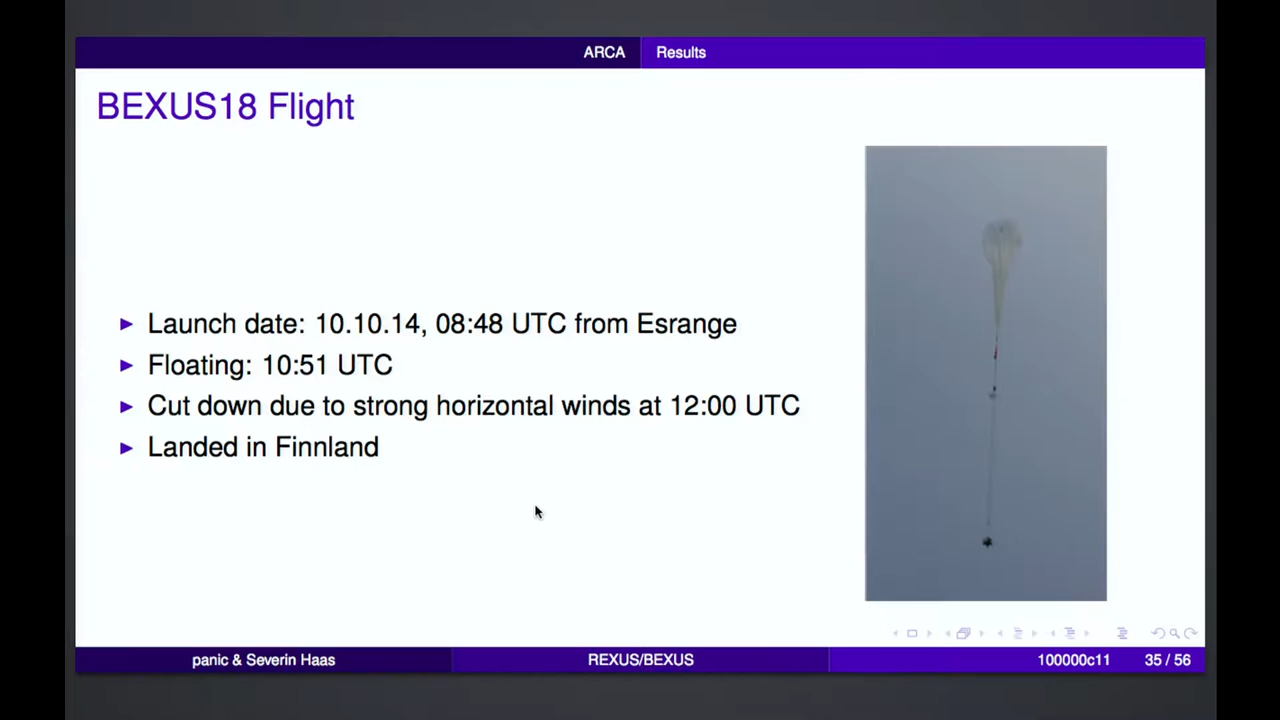 ARCA Results
BEXUS18 Flight
Launch date: 10.10.14, 08:48 UTC from Esrange
Floating: 10:51 UTC
Cut down due to strong horizontal winds at 12:00 UTC
Landed in Finnland
panic & Severin Haas REXUS/BEXUS 100000c11 35 / 56